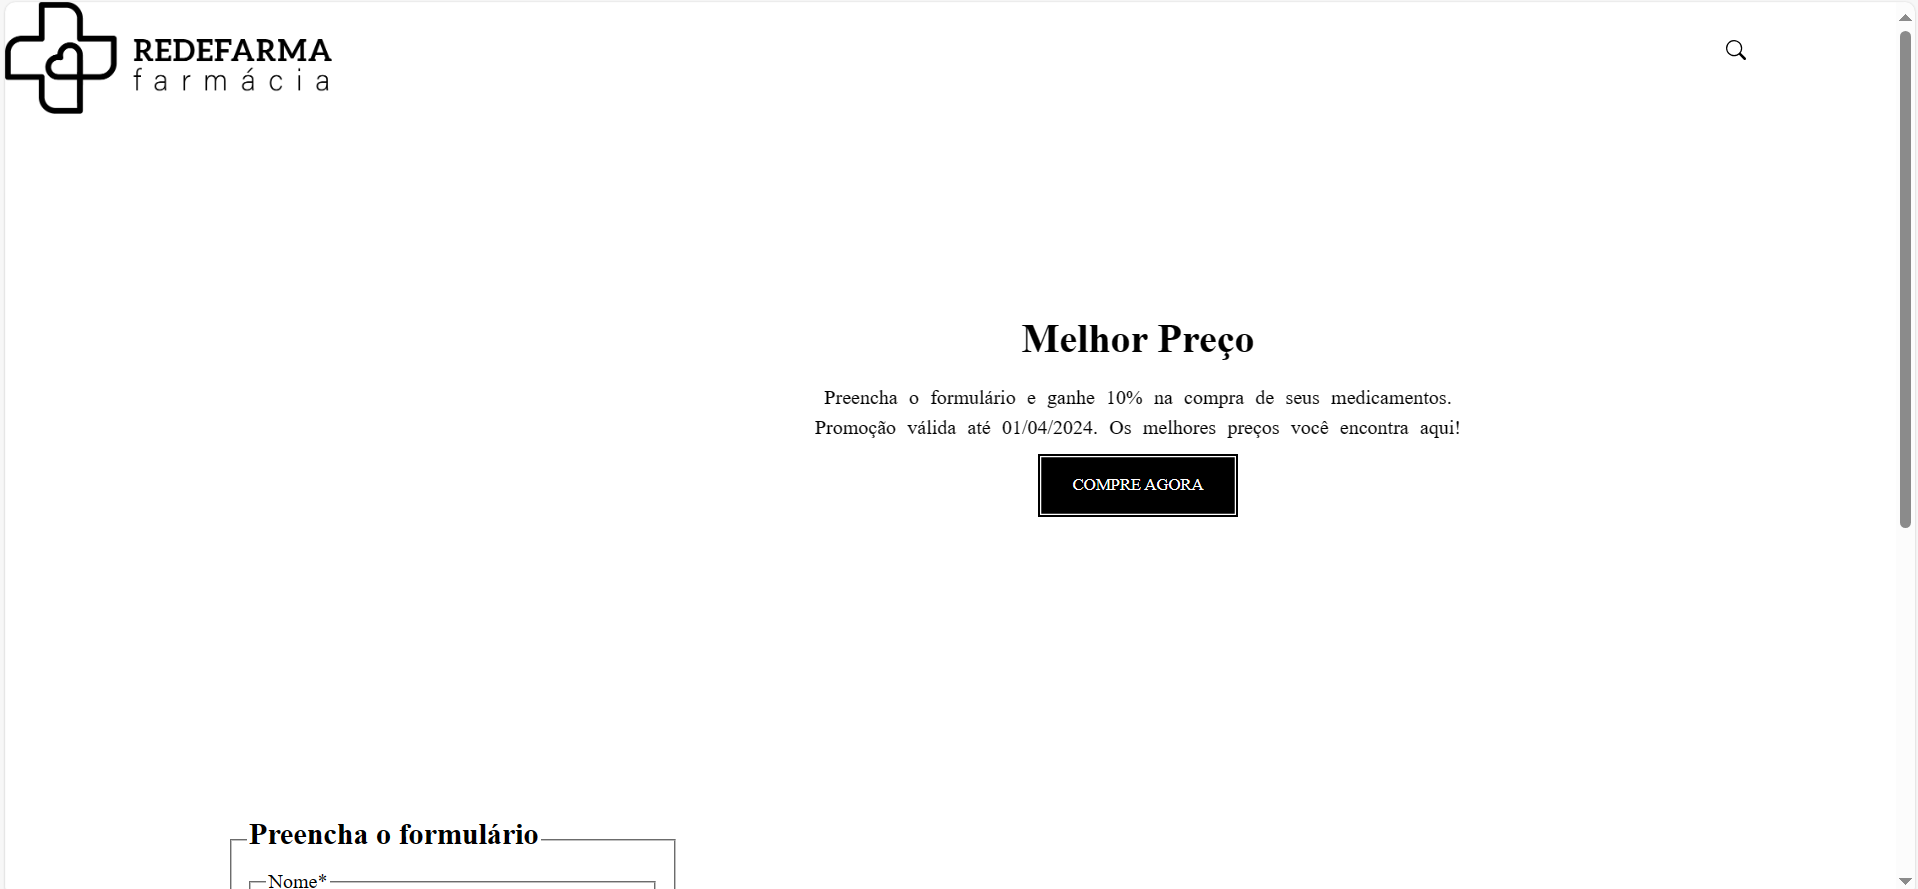 REDEFARMA
farmácia
Melhor Preço
Preencha o formulário e ganhe 10% na compra de seus medicamentos.
Promoção válida até 01/04/2024. Os melhores preços você encontra aqui!
COMPRE AGORA
Preencha o formulário
Nome*